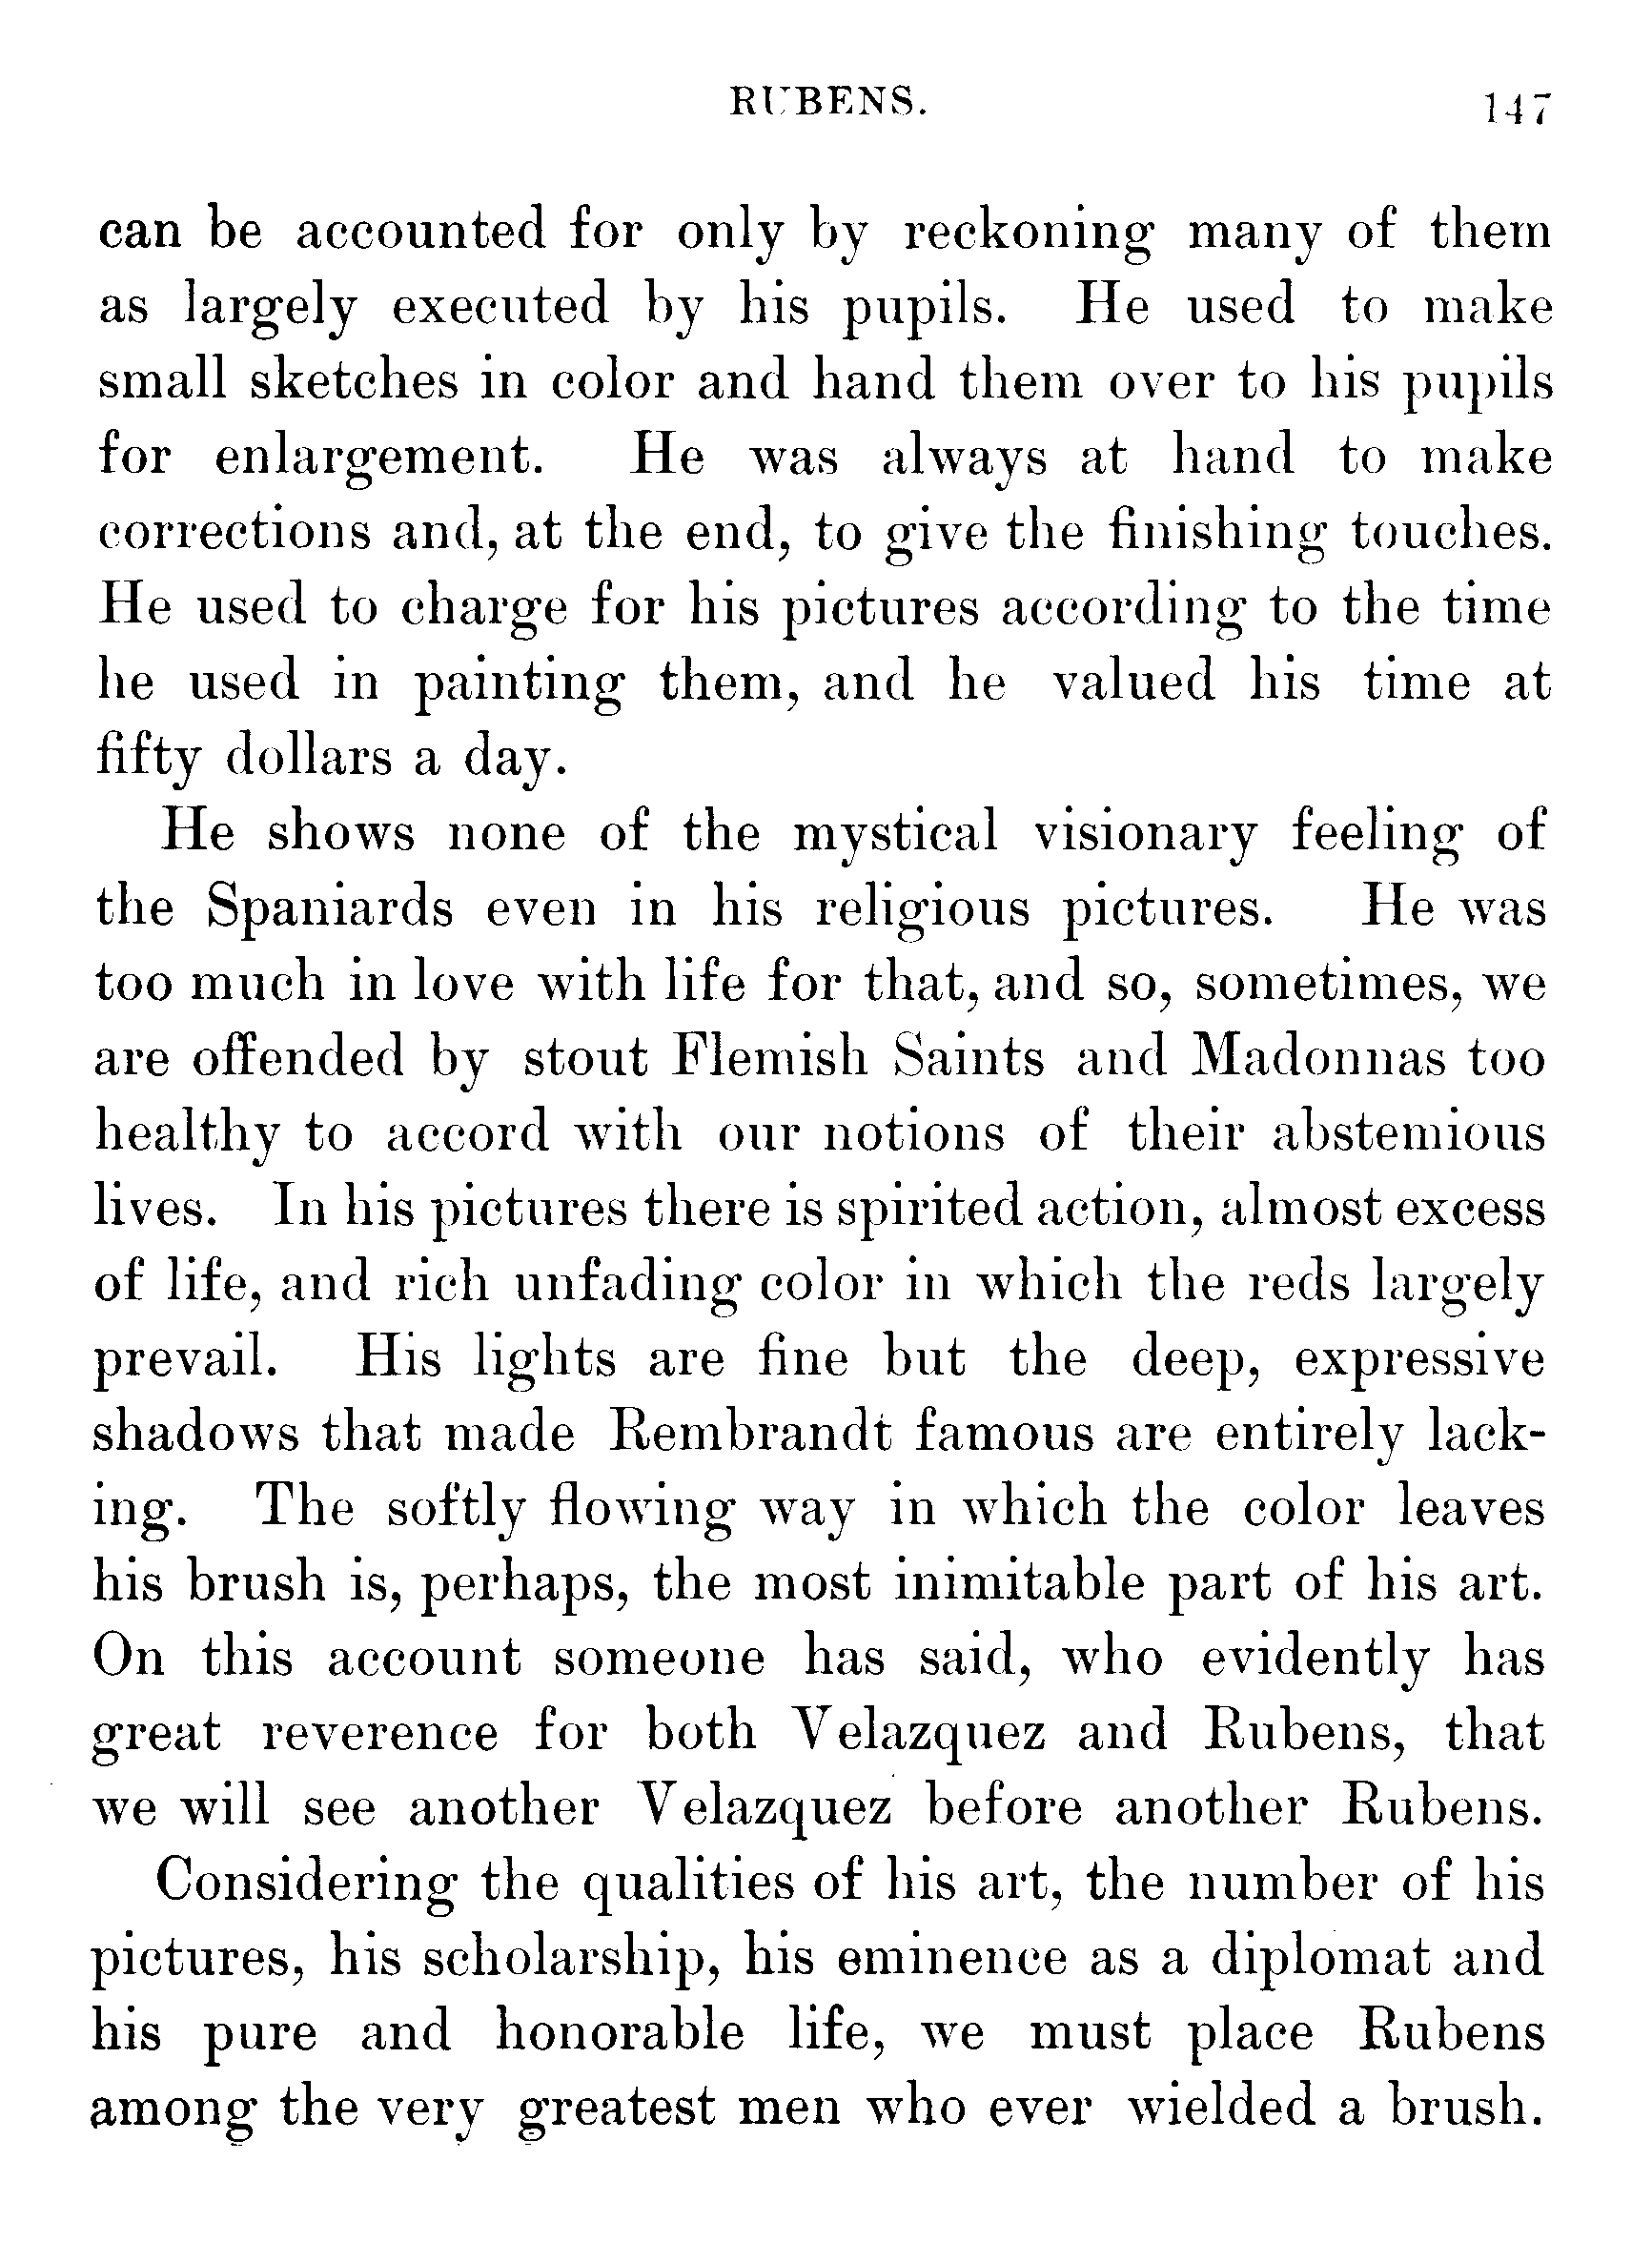 RUBENS. 147
can be accounted for only by reckoning many of them
as largely executed by his pupils. He used to make
small sketches in color and hand them over to his pupils
for enlargement. He was always at hand to make
corrections and, at the end, to give the finishing touches.
He used to charge for his pictures according to the time
he used in painting them, and he valued his time at
fifty dollars a day.
He shows none of the mystical visionary feeling of
the Spaniards even in his religious pictures. He was
too much in love with life for that, and so, sometimes, we
are offended by stout Flemish Saints and Madonnas too
healthy to accord with our notions of their abstemious
lives. In his pictures there is spirited action, almost excess
of life, and rich unfading color in which the reds largely
prevail. His lights are fine but the deep, expressive
shadows that made Rembrandt famous are entirely lack-
ing. The softly flowing way in which the color leaves
his brush is, perhaps, the most inimitable part of his art.
On this account someone has said, who evidently has
great reverence for both Velazquez and Rubens, that
we will see another Velazquez before another Rubens.
Considering the qualities of his art, the number of his
pictures, his scholarship, his eminence as a diplomat and
his pure and honorable life, we must place Rubens
among the very greatest men who ever wielded a brush.